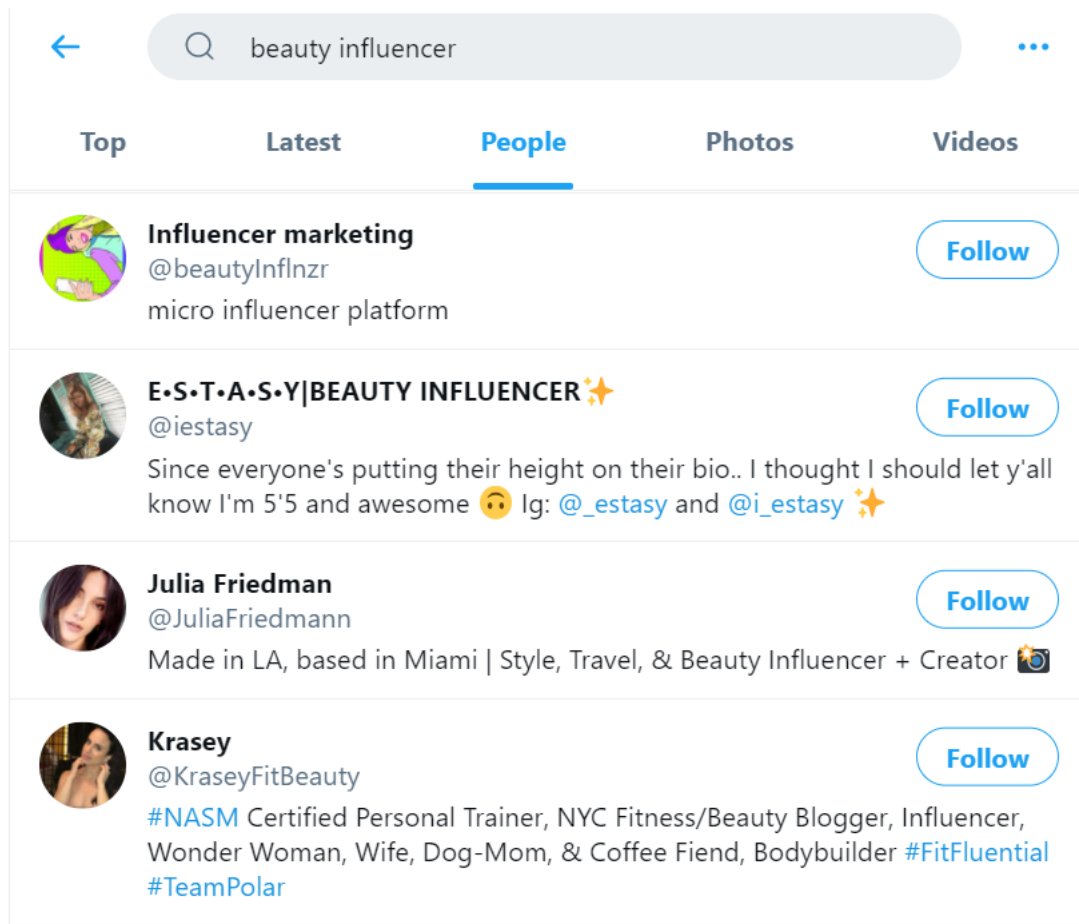 beauty influencer
Top Latest People Photos Videos
Influencer marketing
@beautyInflnzr
Follow
micro influencer platform
E•S•T•A•S•Y|BEAUTY INFLUENCER✨
@iestasy
Follow
Since everyone's putting their height on their bio.. I thought I should let y'all
know I'm 5'5 and awesome 🙃 Ig: @_estasy and @i_estasy ✨
Julia Friedman
@JuliaFriedmann
Follow
Made in LA, based in Miami | Style, Travel, & Beauty Influencer + Creator 📸
Krasey
@KraseyFitBeauty
Follow
#NASM Certified Personal Trainer, NYC Fitness/Beauty Blogger, Influencer,
Wonder Woman, Wife, Dog-Mom, & Coffee Fiend, Bodybuilder #FitFluential
#TeamPolar